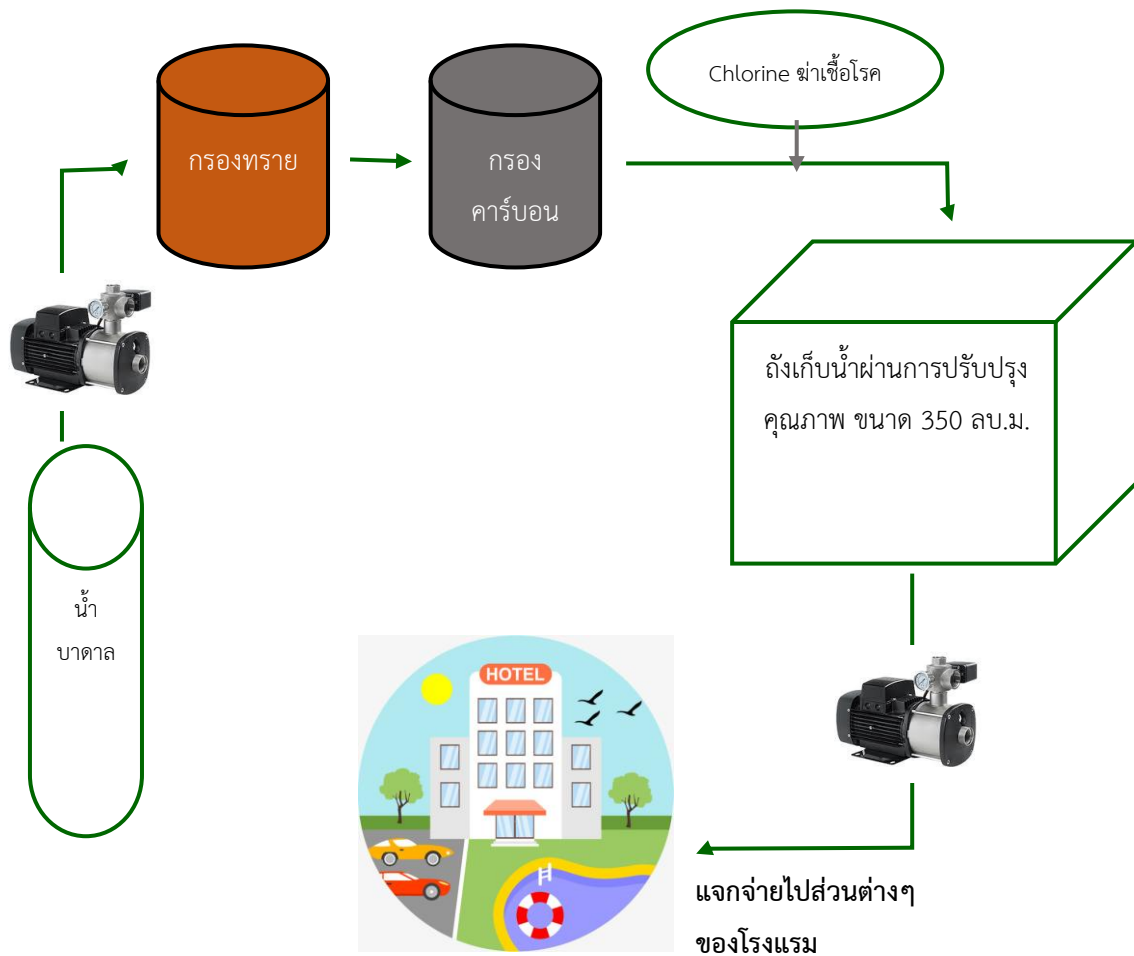 Chlorine ฆ่าเชื้อโรค
กรองทราย
กรอง
คาร์บอน
ถังเก็บน้ำผ่านการปรับปรุง
คุณภาพ ขนาด 350 ลบ.ม.
น้ำ
บาดาล
HOTEL
แจกจ่ายไปส่วนต่างๆ
ของโรงแรม